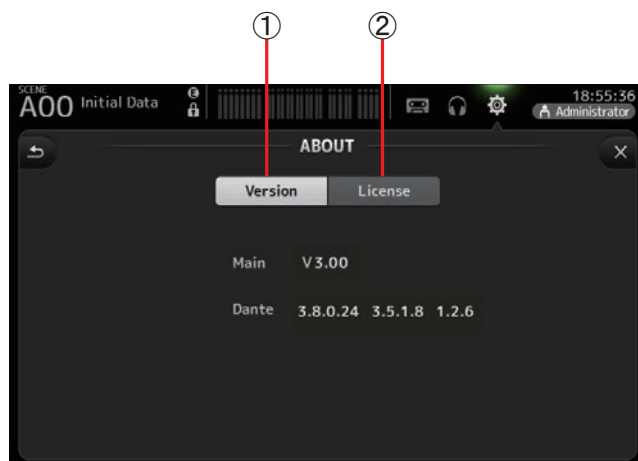 ① ②
SCENE
A00 Initial Data E 18:55:36
Administrator
ABOUT
Version License
Main V3.00
Dante 3.8.0.24 3.5.1.8 1.2.6